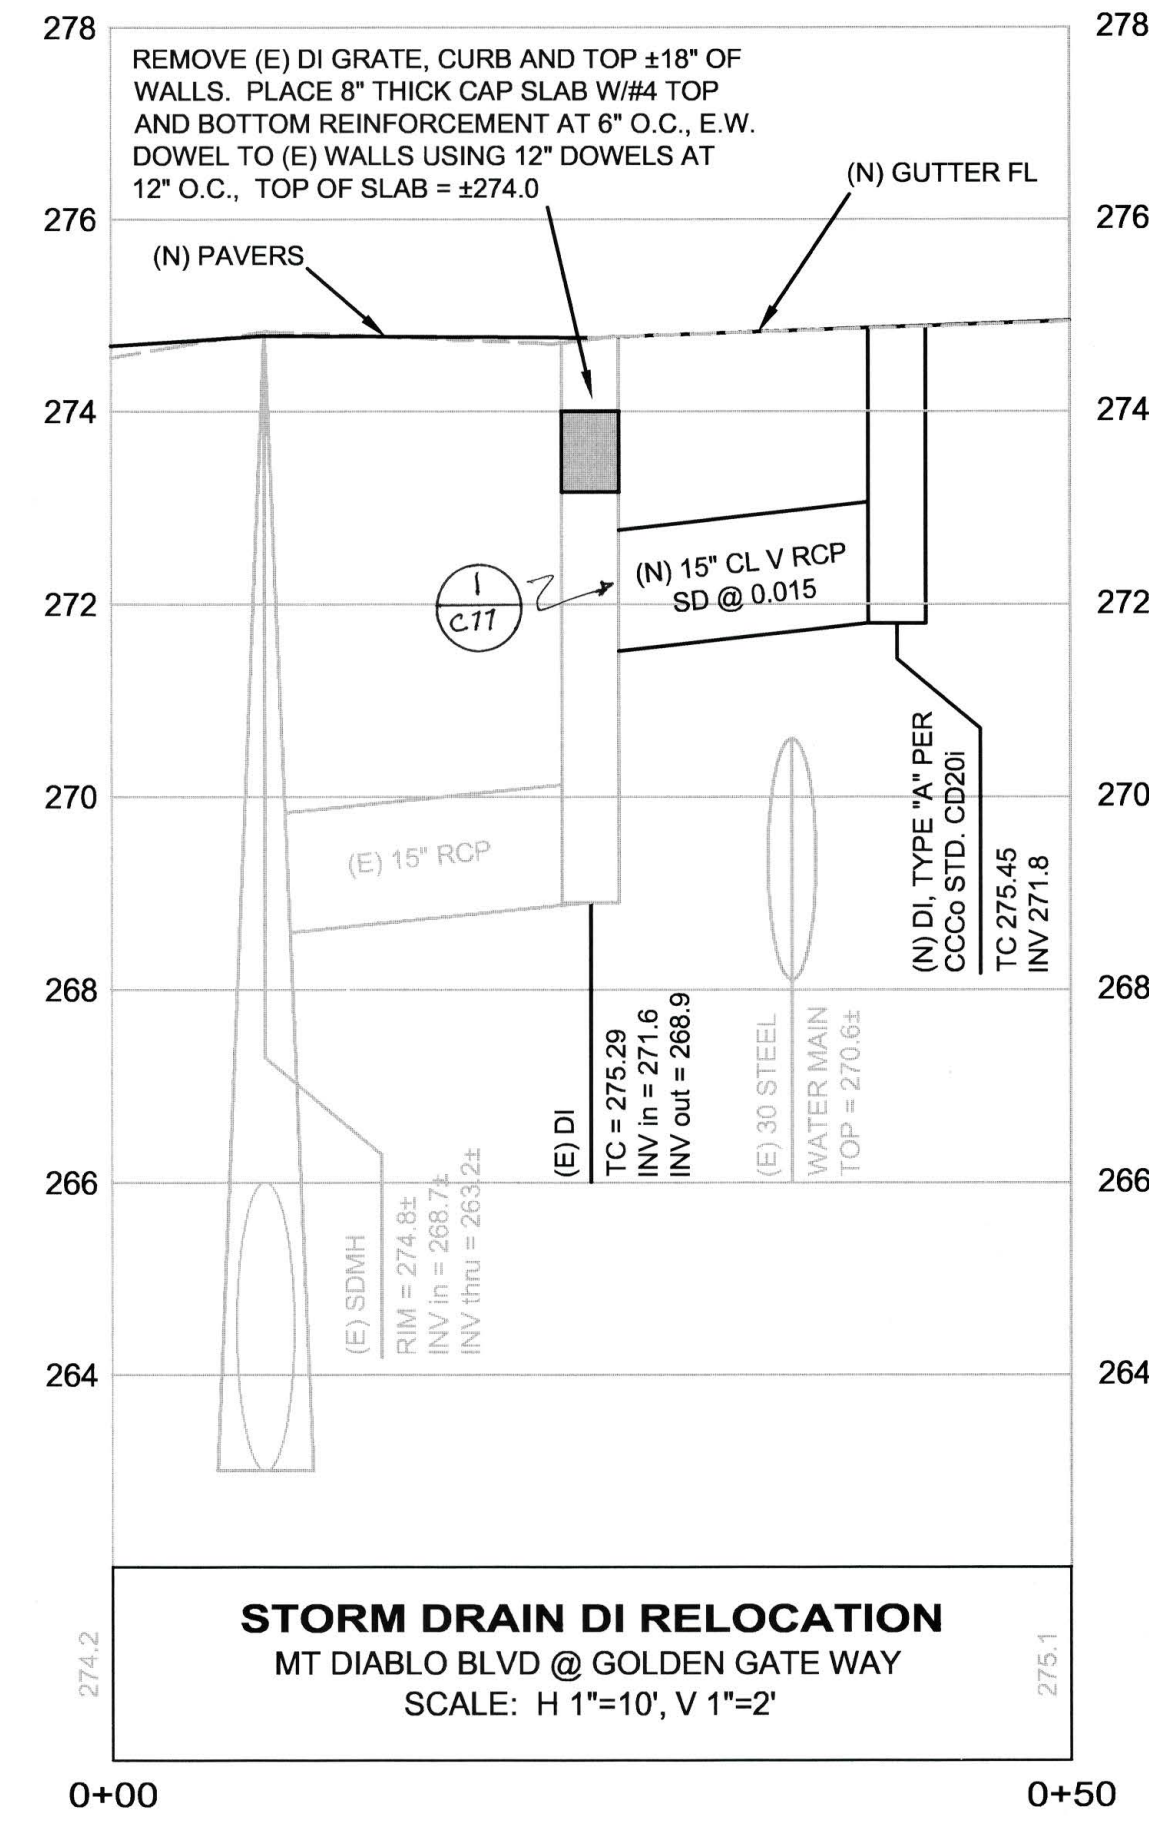 278
278
REMOVE (E) DI GRATE, CURB AND TOP ±18" OF
WALLS. PLACE 8" THICK CAP SLAB W/#4 TOP
AND BOTTOM REINFORCEMENT AT 6" O.C., E.W.
DOWEL TO (E) WALLS USING 12" DOWELS AT
12" O.C., TOP OF SLAB = ±274.0
(N) GUTTER FL
276
276
(N) PAVERS
274
274
(N) 15" CL V RCP
SD @ 0.015
1
C11
272
272
(N) DI, TYPE "A" PER
CCCo STD. CD20i
TC 275.45
INV 271.8
270
270
(E) 15" RCP
268
268
(E) DI
TC = 275.29
INV in = 271.6
INV out = 268.9
(E) 30 STEEL
WATER MAIN
TOP = 270.6±
266
266
(E) SDMH
RIM = 274.8±
INV in = 268.7±
INV thru = 263.2±
264
264
STORM DRAIN DI RELOCATION
MT DIABLO BLVD @ GOLDEN GATE WAY
SCALE: H 1"=10', V 1"=2'
274.2
275.1
0+00
0+50